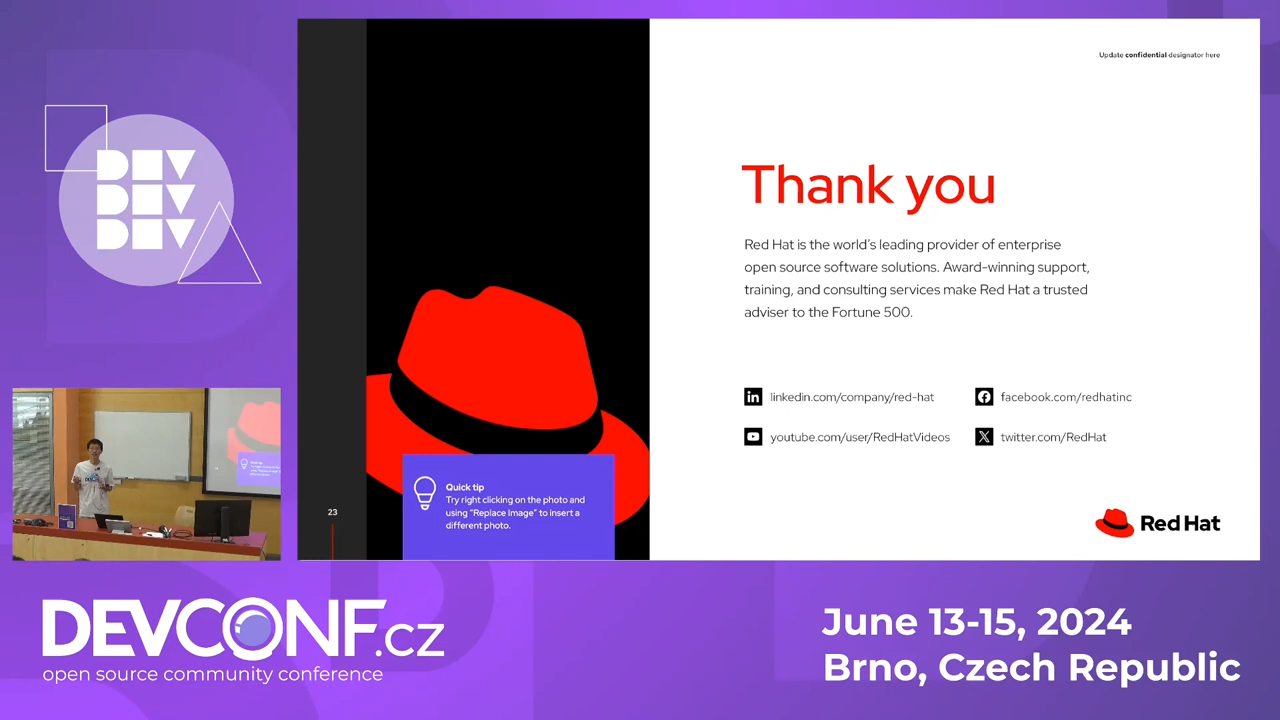 DEV
DEV
DEV
Update confidential designator here
Thank you
Red Hat is the world's leading provider of enterprise
open source software solutions. Award-winning support,
training, and consulting services make Red Hat a trusted
adviser to the Fortune 500.
linkedin.com/company/red-hat
facebook.com/redhatinc
youtube.com/user/RedHatVideos
twitter.com/RedHat
Quick tip
Try right clicking on the photo and
using "Replace Image" to insert a
different photo.
23
Red Hat
DEVCONF.cz
open source community conference
June 13-15, 2024
Brno, Czech Republic